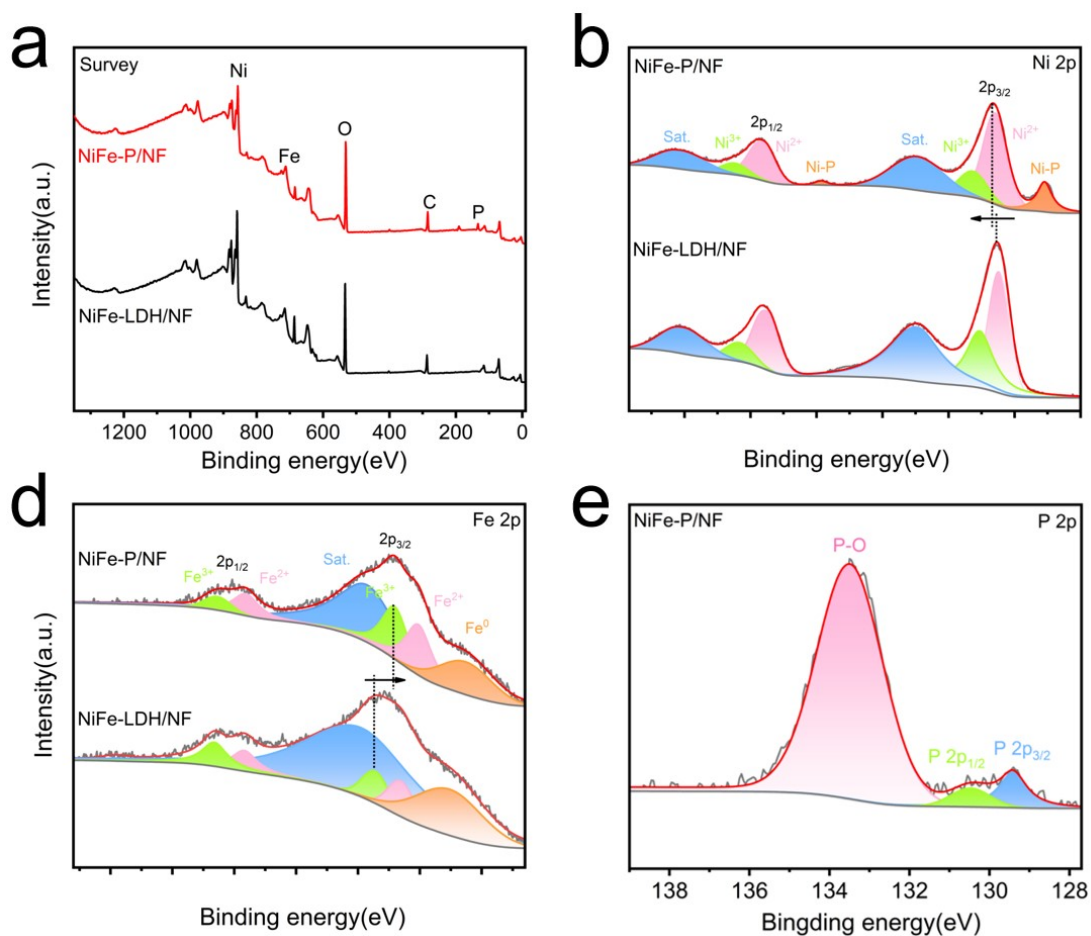 a
Survey
Ni
O
Fe
C
P
NiFe-P/NF
NiFe-LDH/NF
Intensity(a.u.)
1200 1000 800 600 400 200 0
Binding energy(eV)
b
NiFe-P/NF
Ni 2p
2p3/2
Sat. Ni3+ 2p1/2 Ni2+ Ni-P Sat. Ni3+ Ni2+ Ni-P
NiFe-LDH/NF
Binding energy(eV)
d
Fe 2p
NiFe-P/NF
Fe3+ 2p1/2 Fe2+ Sat. 2p3/2 Fe3+ Fe2+ Fe0
NiFe-LDH/NF
Intensity(a.u.)
Binding energy(eV)
e
NiFe-P/NF
P 2p
P-O
P 2p1/2 P 2p3/2
138 136 134 132 130 128
Bingding energy(eV)